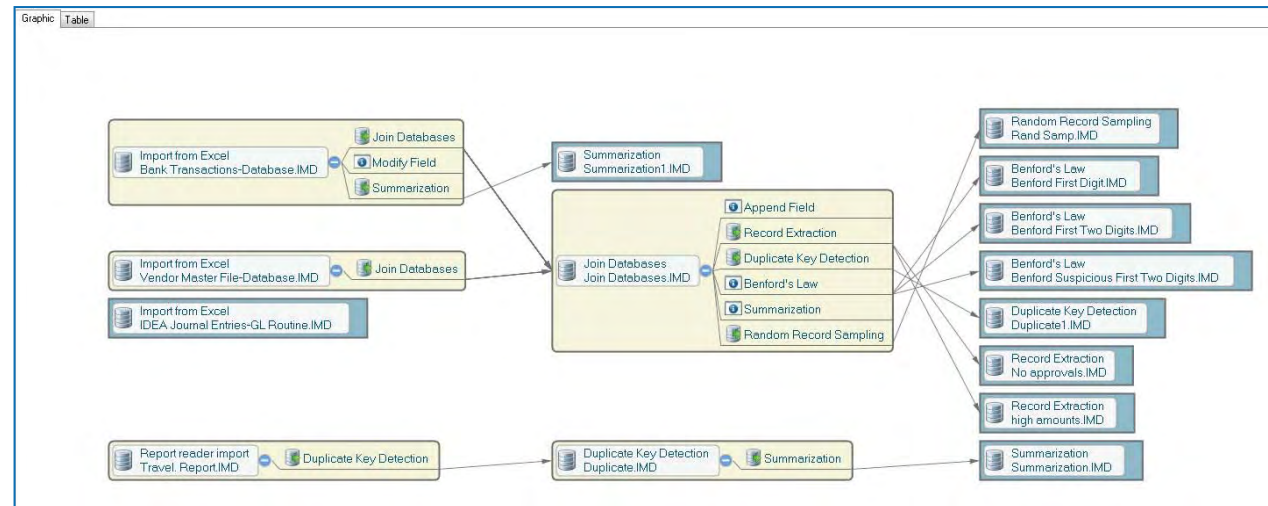 Graphic Table
Import from Excel
Bank Transactions-Database.IMD
Join Databases
Modify Field
Summarization
Import from Excel
Vendor Master File-Database.IMD
Join Databases
Import from Excel
IDEA Journal Entries-GL Routine.IMD
Report reader import
Travel. Report.IMD
Duplicate Key Detection
Summarization
Summarization1.IMD
Join Databases
Join Databases.IMD
Append Field
Record Extraction
Duplicate Key Detection
Benford's Law
Summarization
Random Record Sampling
Duplicate Key Detection
Duplicate.IMD
Summarization
Random Record Sampling
Rand Samp.IMD
Benford's Law
Benford First Digit.IMD
Benford's Law
Benford First Two Digits.IMD
Benford's Law
Benford Suspicious First Two Digits.IMD
Duplicate Key Detection
Duplicate1.IMD
Record Extraction
No approvals.IMD
Record Extraction
high amounts.IMD
Summarization
Summarization.IMD